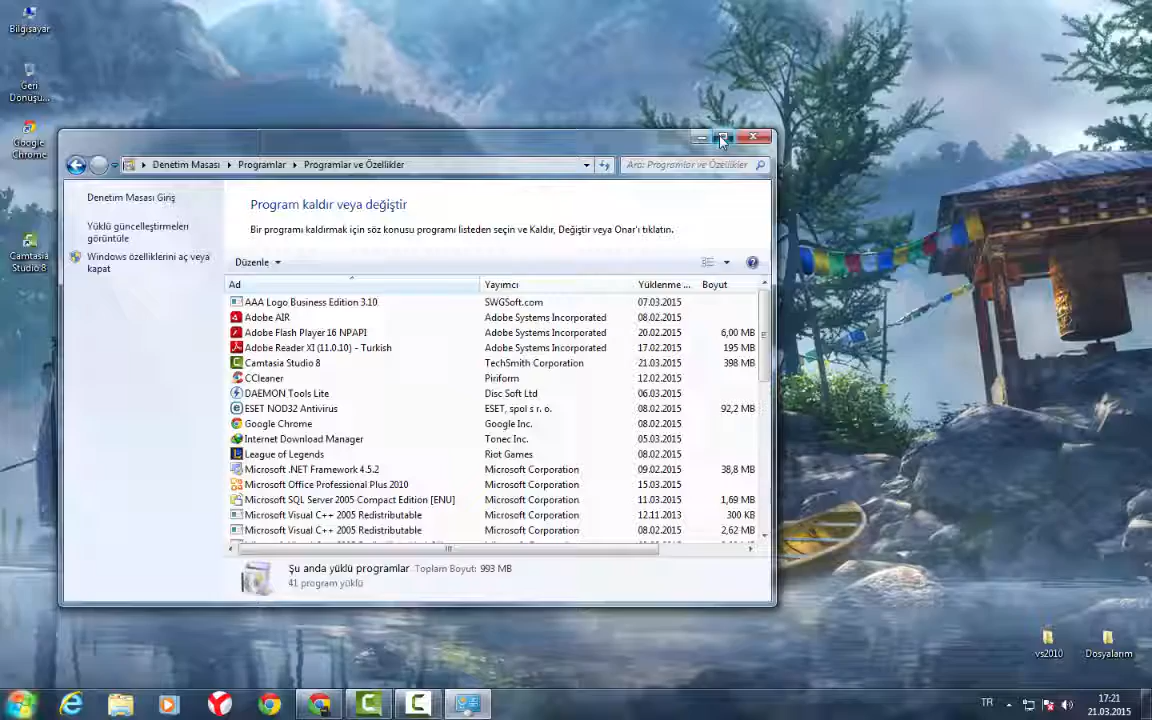 Bilgisayar
Geri
Dönüşü...
Google
Chrome
Camtasia
Studio 8
Denetim Masası
Programlar
Programlar ve Özellikler
Ara: Programlar ve Özellikler
Denetim Masası Giriş
Yüklü güncelleştirmeleri
görüntüle
Windows özelliklerini aç veya
kapat
Program kaldır veya değiştir
Bir programı kaldırmak için söz konusu programı listeden seçin ve Kaldır, Değiştir veya Onar'ı tıklatın.
Düzenle
Ad Yayımcı Yüklenme ... Boyut
AAA Logo Business Edition 3.10 SWGSoft.com 07.03.2015
Adobe AIR Adobe Systems Incorporated 08.02.2015
Adobe Flash Player 16 NPAPI Adobe Systems Incorporated 20.02.2015 6,00 MB
Adobe Reader XI (11.0.10) - Turkish Adobe Systems Incorporated 17.02.2015 195 MB
Camtasia Studio 8 TechSmith Corporation 21.03.2015 398 MB
CCleaner Piriform 12.02.2015
DAEMON Tools Lite Disc Soft Ltd 06.03.2015
ESET NOD32 Antivirus ESET, spol s r. o. 08.02.2015 92,2 MB
Google Chrome Google Inc. 08.02.2015
Internet Download Manager Tonec Inc. 05.03.2015
League of Legends Riot Games 08.02.2015
Microsoft .NET Framework 4.5.2 Microsoft Corporation 09.02.2015 38,8 MB
Microsoft Office Professional Plus 2010 Microsoft Corporation 15.03.2015
Microsoft SQL Server 2005 Compact Edition [ENU] Microsoft Corporation 11.03.2015 1,69 MB
Microsoft Visual C++ 2005 Redistributable Microsoft Corporation 12.11.2013 300 KB
Microsoft Visual C++ 2005 Redistributable Microsoft Corporation 08.02.2015 2,62 MB
Şu anda yüklü programlar Toplam Boyut: 993 MB
41 program yüklü
vs2010
Dosyalarım
TR
17:21
21.03.2015